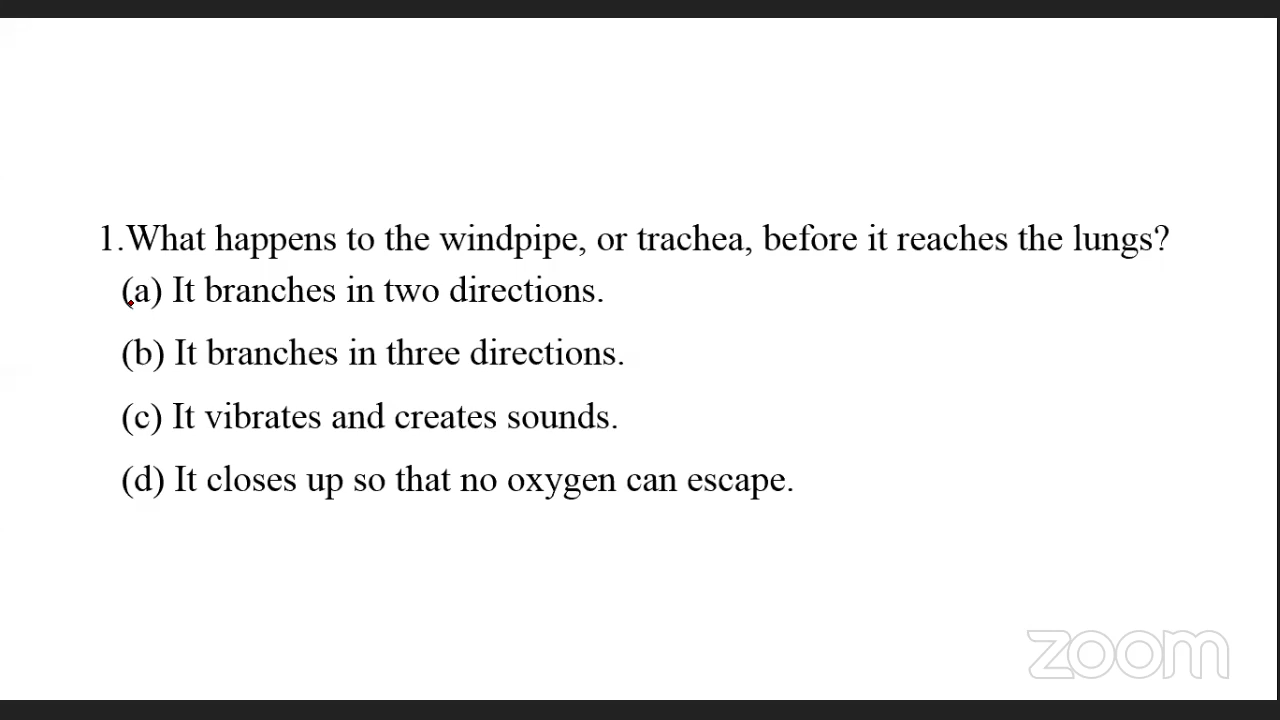 1.What happens to the windpipe, or trachea, before it reaches the lungs?
(a) It branches in two directions.
(b) It branches in three directions.
(c) It vibrates and creates sounds.
(d) It closes up so that no oxygen can escape.
zoom